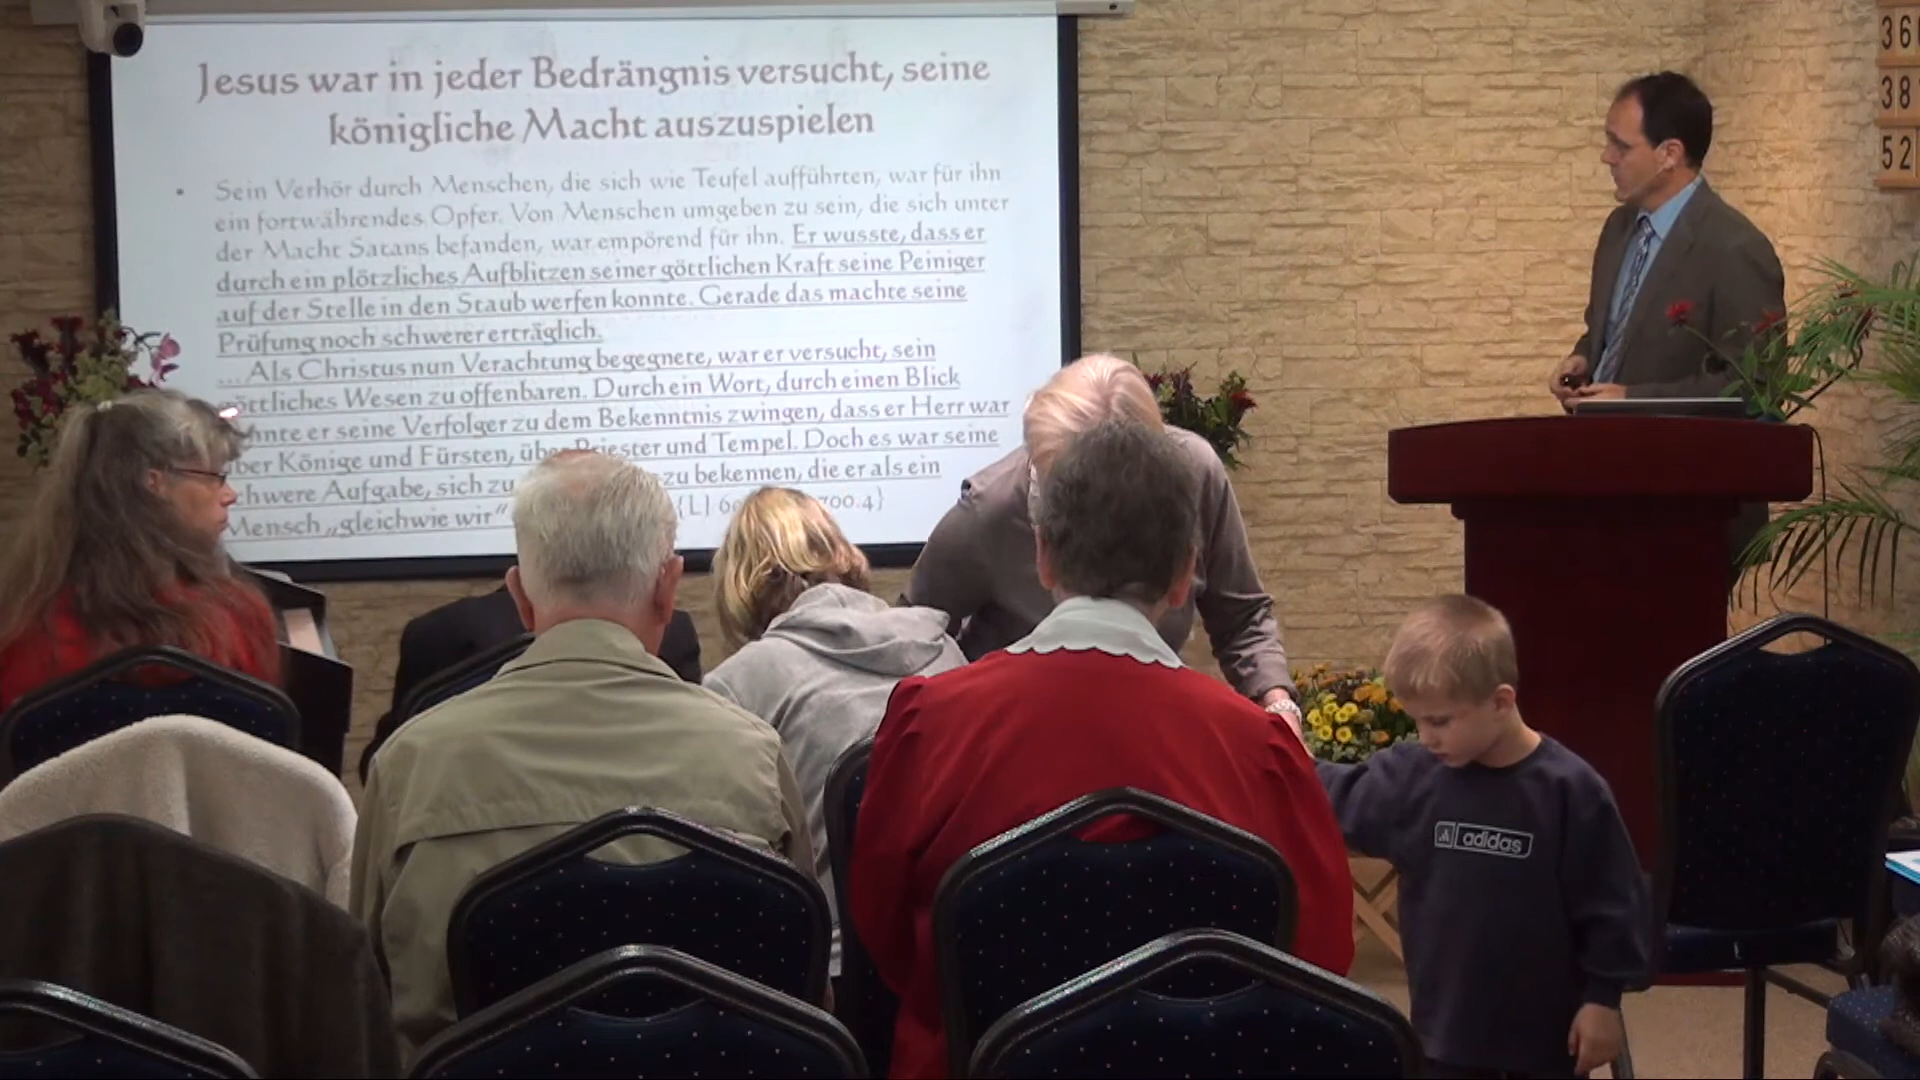 Jesus war in jeder Bedrängnis versucht, seine
königliche Macht auszuspielen
• Sein Verhör durch Menschen, die sich wie Teufel aufführten, war für ihn
ein fortwährendes Opfer. Von Menschen umgeben zu sein, die sich unter
der Macht Satans befanden, war empörend für ihn. Er wusste, dass er
durch ein plötzliches Aufblitzen seiner göttlichen Kraft seine Peiniger
auf der Stelle in den Staub werfen konnte. Gerade das machte seine
Prüfung noch schwerer erträglich.
... Als Christus nun Verachtung begegnete, war er versucht, sein
göttliches Wesen zu offenbaren. Durch ein Wort, durch einen Blick
konnte er seine Verfolger zu dem Bekenntnis zwingen, dass er Herr war
über Könige und Fürsten, über Priester und Tempel. Doch es war seine
schwere Aufgabe, sich zu zu bekennen, die er als ein
Mensch „gleichwie wir“ {LJ 700.4}
36
38
52
adidas